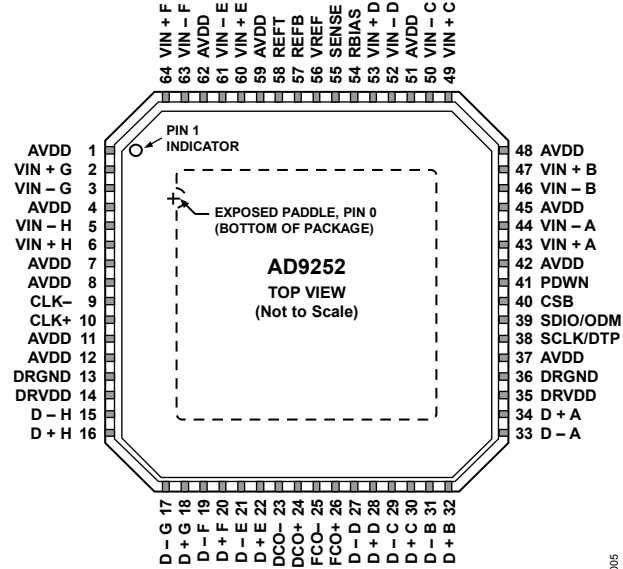 64 VIN + F
63 VIN – F
62 AVDD
61 VIN – E
60 VIN + E
59 AVDD
58 REFT
57 REFB
56 VREF
55 SENSE
54 RBIAS
53 VIN + D
52 VIN – D
51 AVDD
50 VIN – C
49 VIN + C
PIN 1
INDICATOR
AVDD 1
VIN + G 2
VIN – G 3
AVDD 4
VIN – H 5
VIN + H 6
AVDD 7
AVDD 8
CLK– 9
CLK+ 10
AVDD 11
AVDD 12
DRGND 13
DRVDD 14
D – H 15
D + H 16
EXPOSED PADDLE, PIN 0
(BOTTOM OF PACKAGE)
AD9252
TOP VIEW
(Not to Scale)
48 AVDD
47 VIN + B
46 VIN – B
45 AVDD
44 VIN – A
43 VIN + A
42 AVDD
41 PDWN
40 CSB
39 SDIO/ODM
38 SCLK/DTP
37 AVDD
36 DRGND
35 DRVDD
34 D + A
33 D – A
D – G 17
D + G 18
D – F 19
D + F 20
D – E 21
D + E 22
DCO– 23
DCO+ 24
FCO– 25
FCO+ 26
D – D 27
D + D 28
D – C 29
D + C 30
D – B 31
D + B 32
005